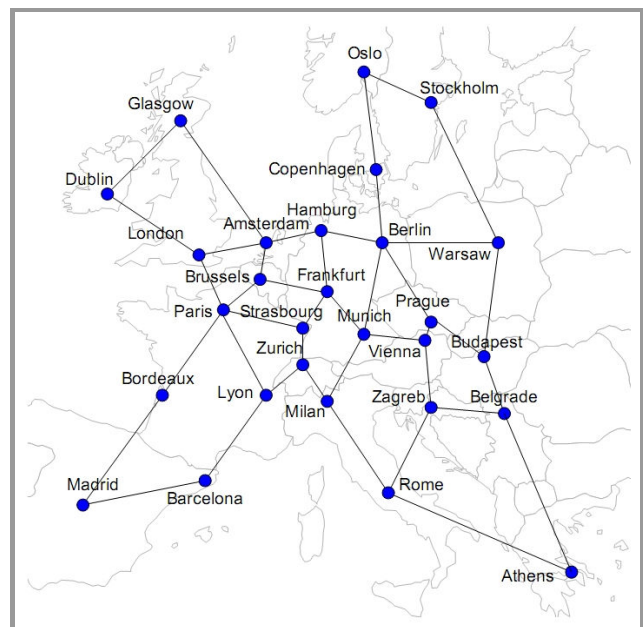 Oslo
Stockholm
Glasgow
Copenhagen
Dublin
Hamburg
Amsterdam
Berlin
London
Warsaw
Brussels
Frankfurt
Prague
Paris
Strasbourg
Munich
Vienna
Budapest
Zurich
Bordeaux
Lyon
Milan
Zagreb
Belgrade
Madrid
Barcelona
Rome
Athens